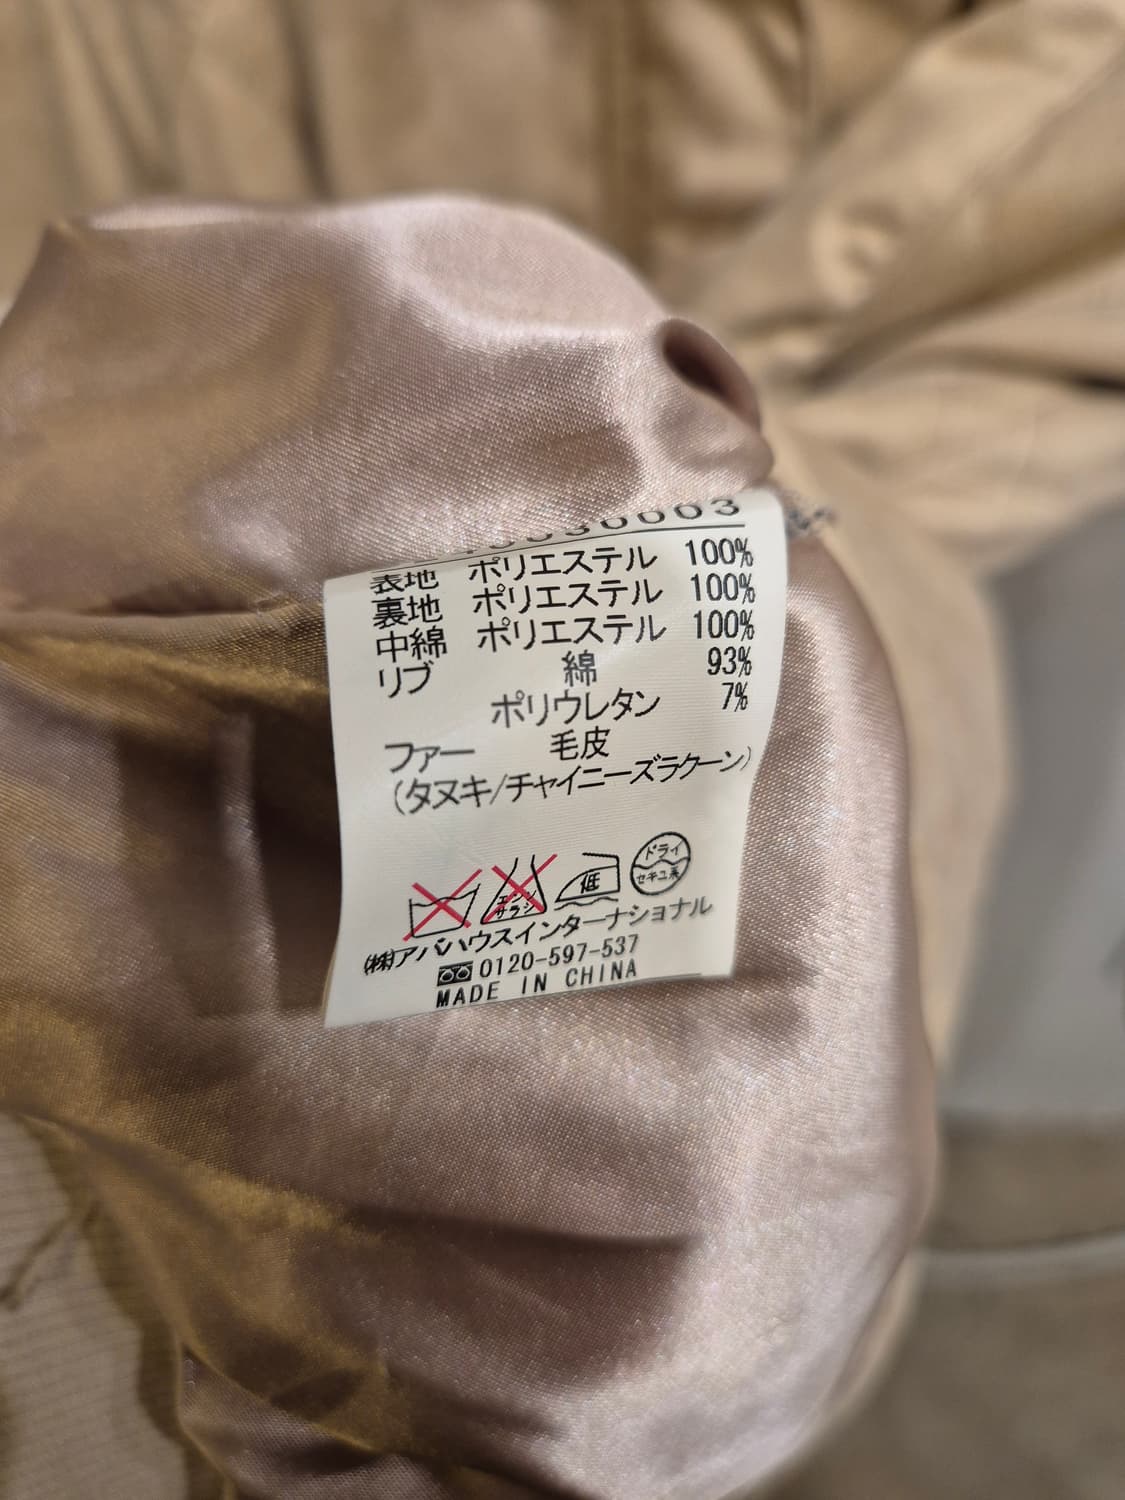 表地 ポリエステル 100%
裏地 ポリエステル 100%
中綿 ポリエステル 100%
リブ 綿 93%
ポリウレタン 7%
ファー 毛皮
(タヌキ/チャイニーズラクーン)
エンソ サラシ 低 ドライ セキユ系
(株)アバハウスインターナショナル
0120-597-537
MADE IN CHINA